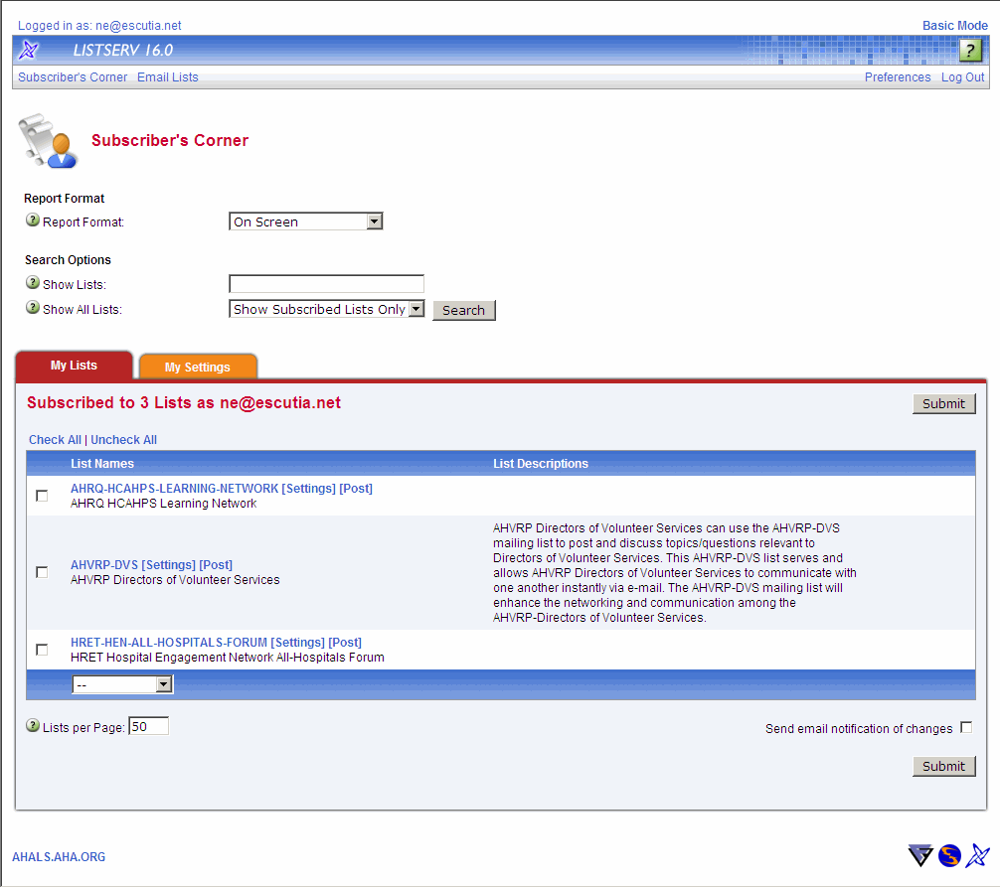 Logged in as: ne@escutia.net
Basic Mode
LISTSERV 16.0
?
Subscriber's Corner Email Lists
Preferences Log Out
Subscriber's Corner
Report Format
? Report Format:
On Screen
Search Options
? Show Lists:
? Show All Lists:
Show Subscribed Lists Only
Search
My Lists
My Settings
Subscribed to 3 Lists as ne@escutia.net
Submit
Check All | Uncheck All
List Names
List Descriptions
AHRQ-HCAHPS-LEARNING-NETWORK [Settings] [Post]
AHRQ HCAHPS Learning Network
AHVRP-DVS [Settings] [Post]
AHVRP Directors of Volunteer Services
AHVRP Directors of Volunteer Services can use the AHVRP-DVS
mailing list to post and discuss topics/questions relevant to
Directors of Volunteer Services. This AHVRP-DVS list serves and
allows AHVRP Directors of Volunteer Services to communicate with
one another instantly via e-mail. The AHVRP-DVS mailing list will
enhance the networking and communication among the
AHVRP-Directors of Volunteer Services.
HRET-HEN-ALL-HOSPITALS-FORUM [Settings] [Post]
HRET Hospital Engagement Network All-Hospitals Forum
--
? Lists per Page: 50
Send email notification of changes
Submit
AHALS.AHA.ORG